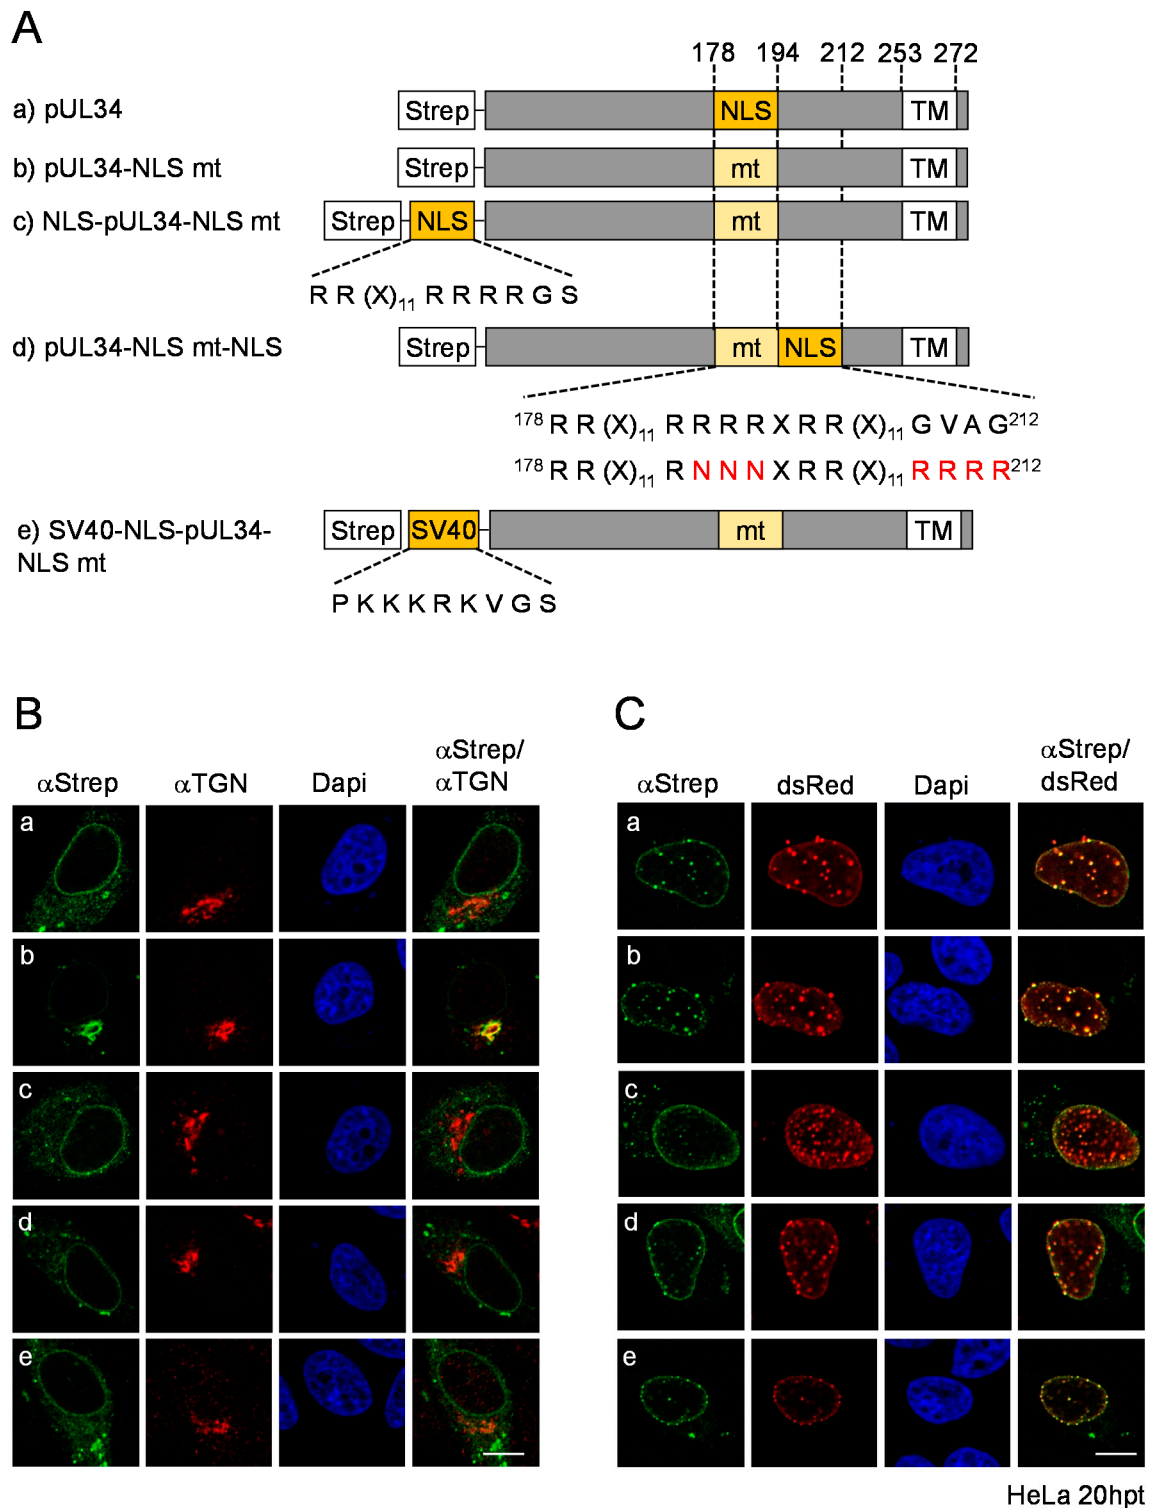 A
178 194 212 253 272
a) pUL34
Strep NLS TM
b) pUL34-NLS mt
Strep mt TM
c) NLS-pUL34-NLS mt
Strep NLS mt TM
R R (X)11 R R R R G S
d) pUL34-NLS mt-NLS
Strep mt NLS TM
178 R R (X)11 R R R R X R R (X)11 G V A G212
178 R R (X)11 R N N N X R R (X)11 R R R R212
e) SV40-NLS-pUL34-
NLS mt
Strep SV40 mt TM
P K K K R K V G S
B
αStrep αTGN Dapi αStrep/
αTGN
a
b
c
d
e
C
αStrep dsRed Dapi αStrep/
dsRed
a
b
c
d
e
HeLa 20hpt